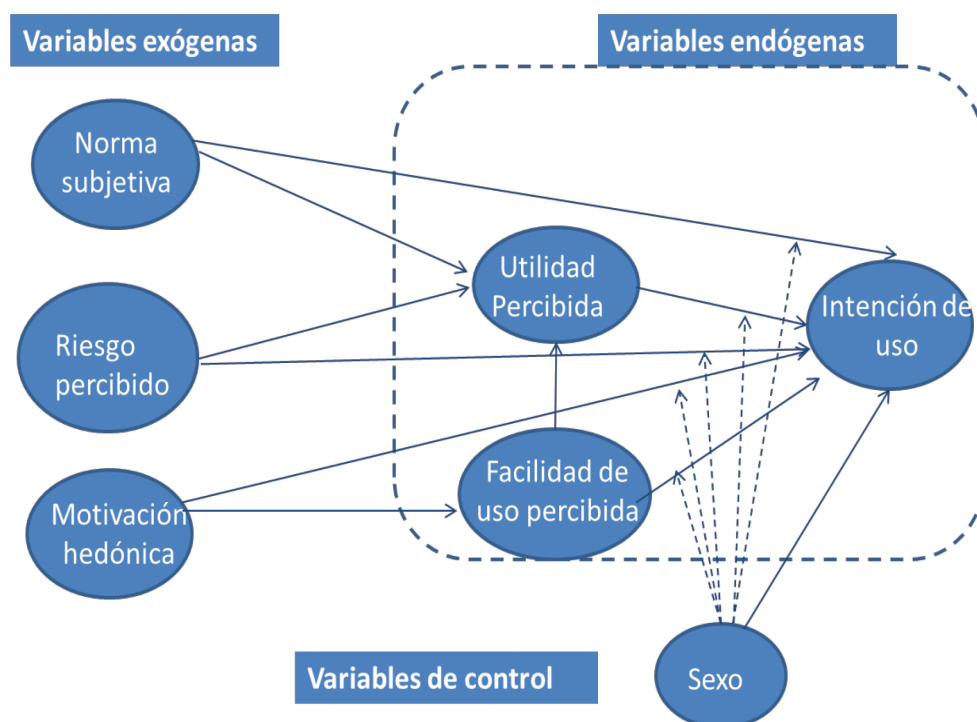 Variables exógenas
Variables endógenas
Norma
subjetiva
Utilidad
Percibida
Intención de
uso
Riesgo
percibido
Facilidad de
uso percibida
Motivación
hedónica
Variables de control
Sexo